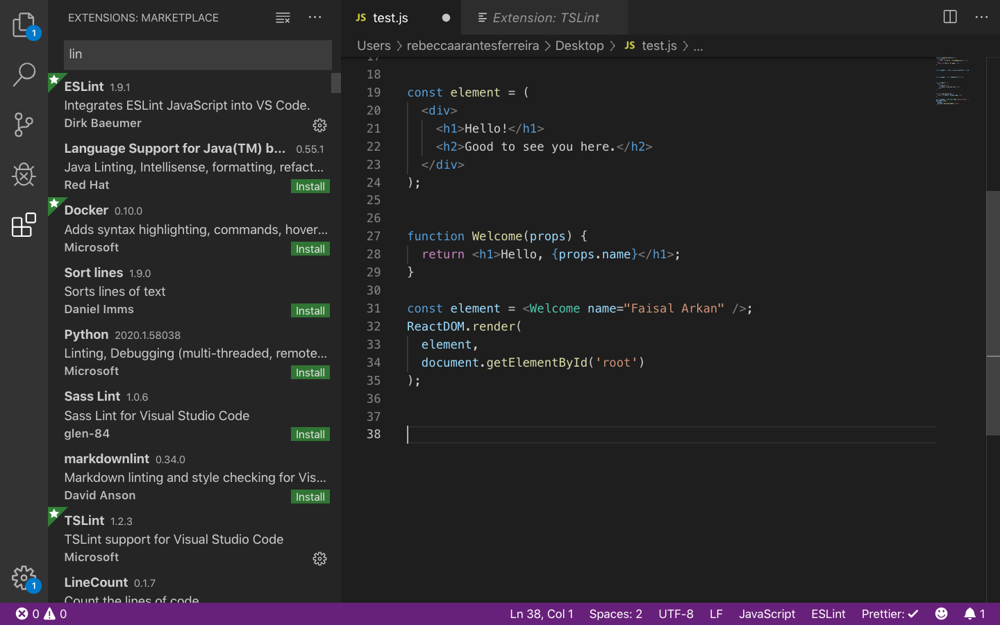 1
1
EXTENSIONS: MARKETPLACE
lin
ESLint 1.9.1
Integrates ESLint JavaScript into VS Code.
Dirk Baeumer
Language Support for Java(TM) b... 0.55.1
Java Linting, Intellisense, formatting, refact...
Red Hat Install
Docker 0.10.0
Adds syntax highlighting, commands, hover...
Microsoft Install
Sort lines 1.9.0
Sorts lines of text
Daniel Imms Install
Python 2020.1.58038
Linting, Debugging (multi-threaded, remote...
Microsoft Install
Sass Lint 1.0.6
Sass Lint for Visual Studio Code
glen-84 Install
markdownlint 0.34.0
Markdown linting and style checking for Vis...
David Anson Install
TSLint 1.2.3
TSLint support for Visual Studio Code
Microsoft
LineCount 0.1.7
Count the lines of code
JS test.js Extension: TSLint
Users > rebeccaarantesferreira > Desktop > JS test.js > ...
17
18
19 const element = (
20 <div>
21 <h1>Hello!</h1>
22 <h2>Good to see you here.</h2>
23 </div>
24 );
25
26
27 function Welcome(props) {
28 return <h1>Hello, {props.name}</h1>;
29 }
30
31 const element = <Welcome name="Faisal Arkan" />;
32 ReactDOM.render(
33 element,
34 document.getElementById('root')
35 );
36
37
38
0 0 Ln 38, Col 1 Spaces: 2 UTF-8 LF JavaScript ESLint Prettier: ✓ 1